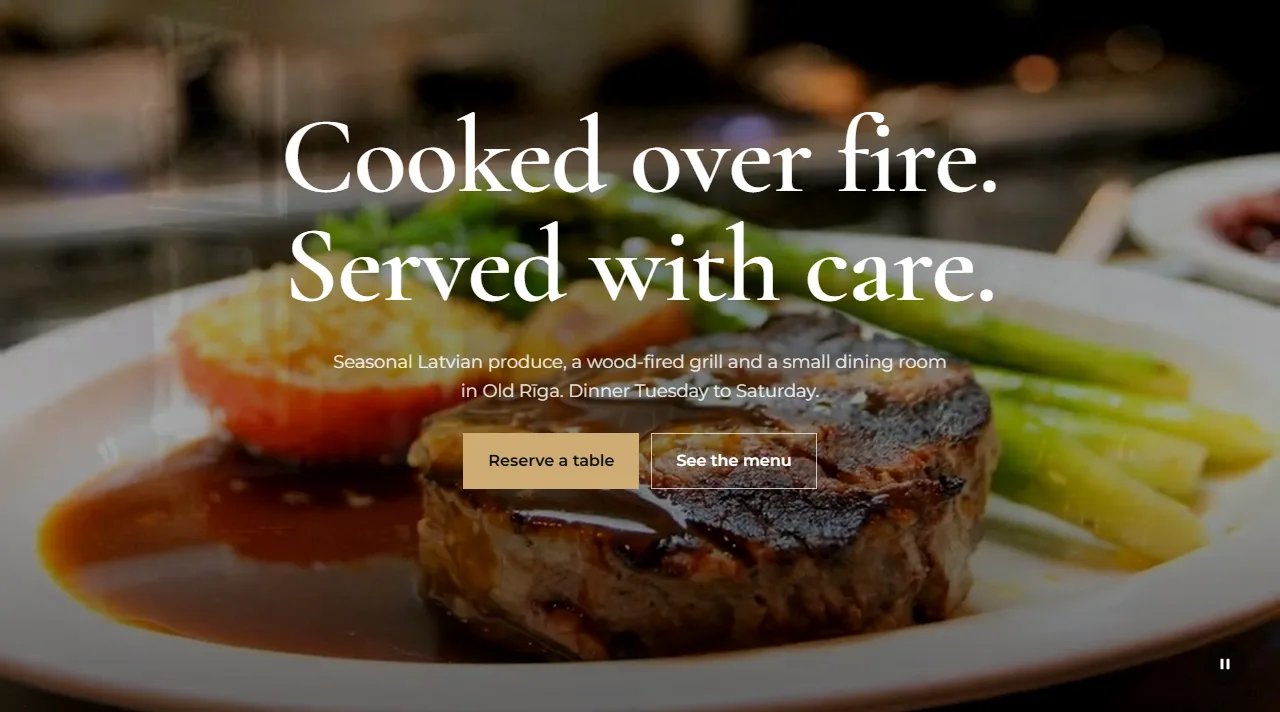 Cooked over fire.
Served with care.
Seasonal Latvian produce, a wood-fired grill and a small dining room
in Old Rīga. Dinner Tuesday to Saturday.
Reserve a table
See the menu